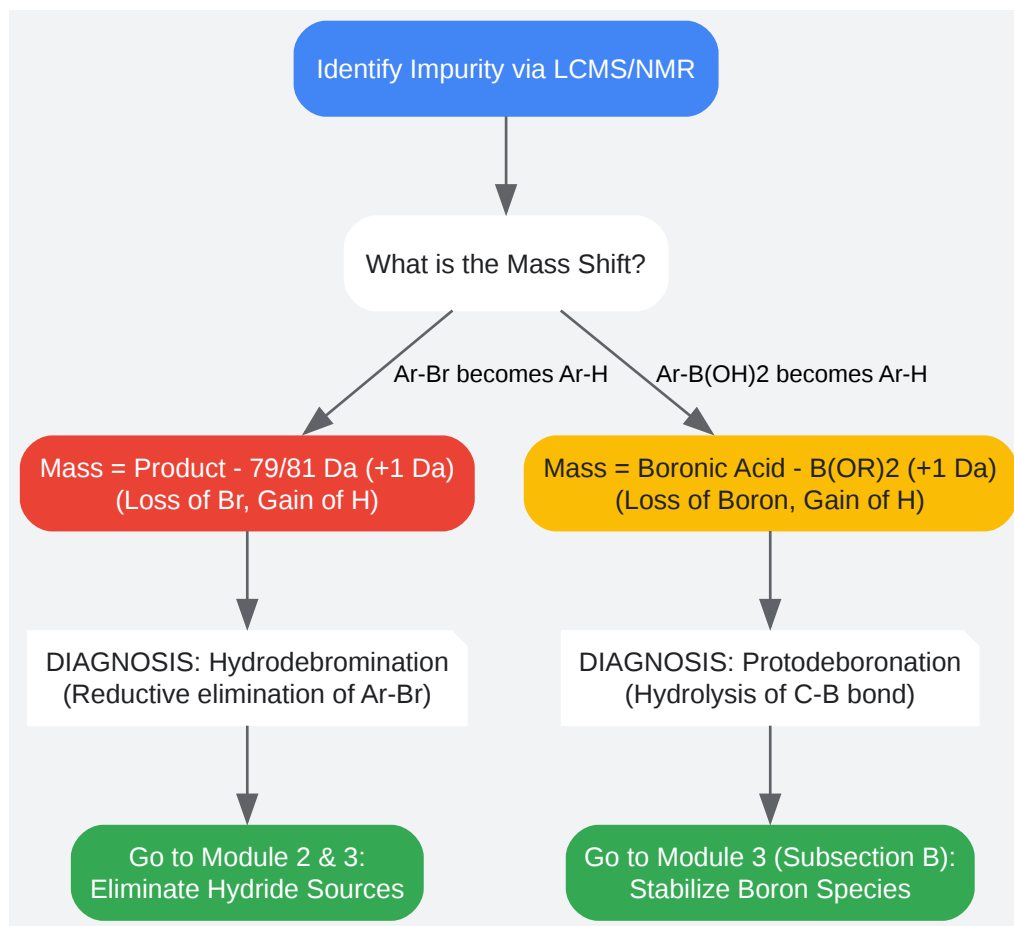 Identify Impurity via LCMS/NMR
What is the Mass Shift?
Ar-Br becomes Ar-H
Ar-B(OH)2 becomes Ar-H
Mass = Product - 79/81 Da (+1 Da)
(Loss of Br, Gain of H)
Mass = Boronic Acid - B(OR)2 (+1 Da)
(Loss of Boron, Gain of H)
DIAGNOSIS: Hydrodebromination
(Reductive elimination of Ar-Br)
DIAGNOSIS: Protodeboronation
(Hydrolysis of C-B bond)
Go to Module 2 & 3:
Eliminate Hydride Sources
Go to Module 3 (Subsection B):
Stabilize Boron Species